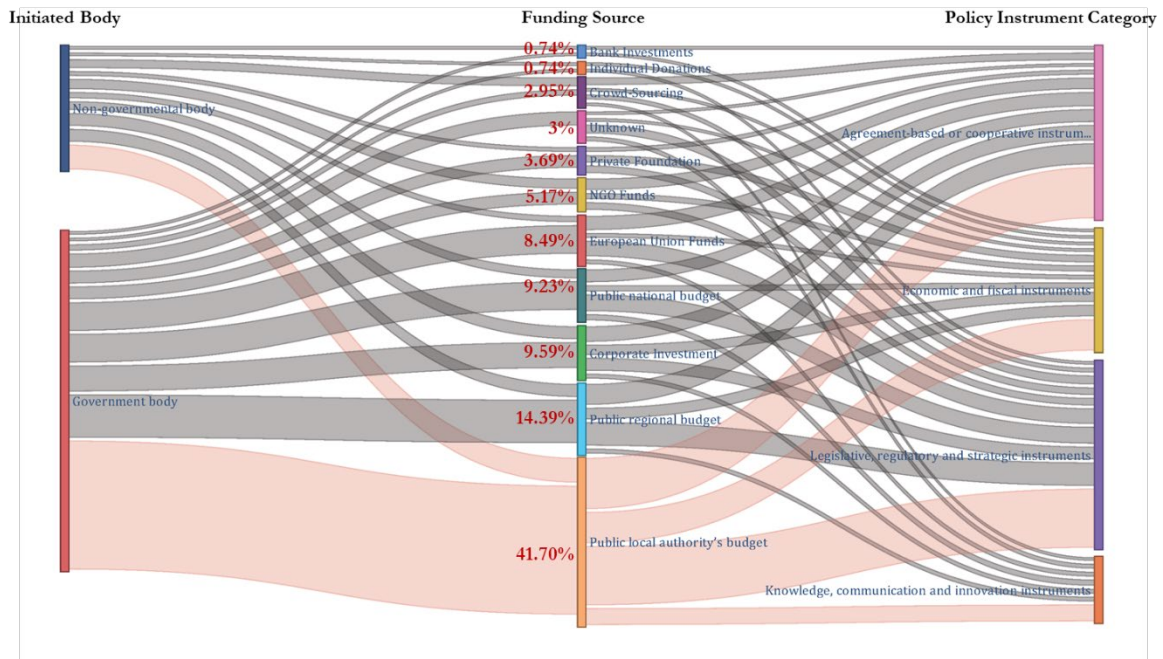 Initiated Body
Funding Source
Policy Instrument Category
0.74%
Bank Investments
0.74%
Individual Donations
2.95%
Crowd-Sourcing
Non-governmental body
3%
Unknown
Agreement-based or cooperative instrum...
3.69%
Private Foundation
5.17%
NGO Funds
8.49%
European Union Funds
9.23%
Public national budget
Economic and fiscal instruments
9.59%
Corporate Investment
Government body
14.39%
Public regional budget
Legislative, regulatory and strategic instruments
41.70%
Public local authority's budget
Knowledge, communication and innovation instruments